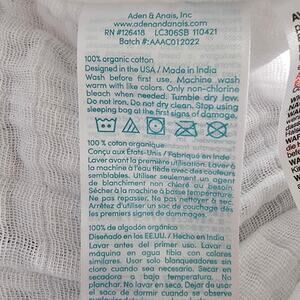 Aden & Anais, Inc
www.adenandanais.com
RN #126418 LC306SB 110421
Batch #:AAAC012022
100% organic cotton
Designed in the USA / Made in India
Wash before first use. Machine wash
warm with like colors. Only non-chlorine
bleach when needed. Tumble dry low.
Do not iron. Do not dry clean. Stop using
sleeping bag at the first signs of damage.
100 % coton organique
Conçu aux États-Unis / Fabriqué en Inde
Laver avant la première utilisation. Laver à
la machine à l'eau tiède avec des couleurs
semblables. Utiliser seulement un agent
de blanchiment non chloré au besoin.
Sécher à la machine à basse température.
Ne pas repasser. Ne pas nettoyer à sec.
Arrêtez d'utiliser un sac de couchage dès
les premiers signes de dommages.
100% de algodón orgánico
Diseñado en los EE.UU. / Hecho en India
Lavar antes del primer uso. Lavar a
máquina en agua tibia con colores
similares. Usar solo blanqueadores sin
cloro cuando necesario. Secar en
secadora a bajo temperatura. No
planchar. No lavar en seco. Dejar de usar
el saco de dormir cuando se observe